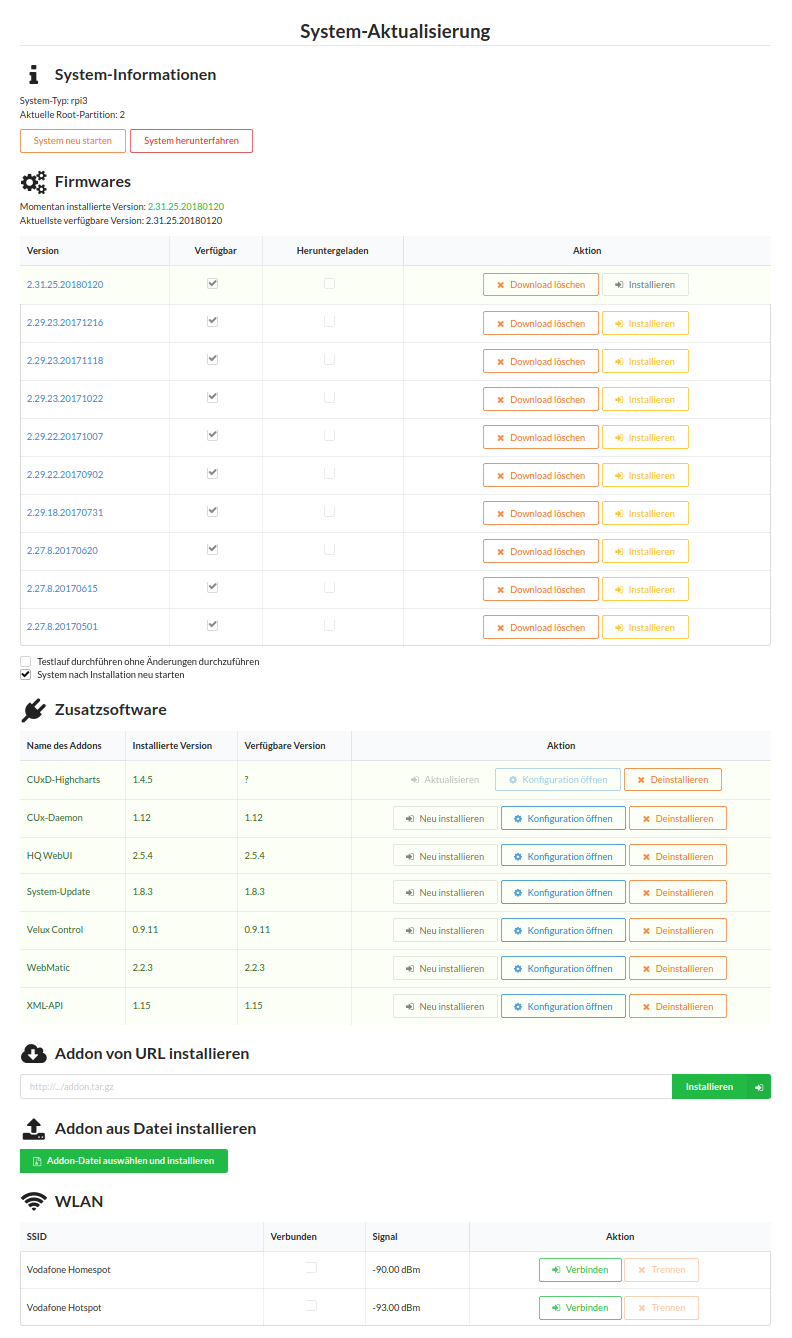 System-Aktualisierung
System-Informationen
System-Typ: rpi3
Aktuelle Root-Partition: 2
System neu starten System herunterfahren
Firmwares
Momentan installierte Version: 2.31.25.20180120
Aktuellste verfügbare Version: 2.31.25.20180120
Version Verfügbar Heruntergeladen Aktion
2.31.25.20180120 Download löschen Installieren
2.29.23.20171216 Download löschen Installieren
2.29.23.20171118 Download löschen Installieren
2.29.23.20171022 Download löschen Installieren
2.29.22.20171007 Download löschen Installieren
2.29.22.20170902 Download löschen Installieren
2.29.18.20170731 Download löschen Installieren
2.27.8.20170620 Download löschen Installieren
2.27.8.20170615 Download löschen Installieren
2.27.8.20170501 Download löschen Installieren
Testlauf durchführen ohne Änderungen durchzuführen
System nach Installation neu starten
Zusatzsoftware
Name des Addons Installierte Version Verfügbare Version Aktion
CUxD-Highcharts 1.4.5 ? Aktualisieren Konfiguration öffnen Deinstallieren
CUx-Daemon 1.12 1.12 Neu installieren Konfiguration öffnen Deinstallieren
HQ WebUI 2.5.4 2.5.4 Neu installieren Konfiguration öffnen Deinstallieren
System-Update 1.8.3 1.8.3 Neu installieren Konfiguration öffnen Deinstallieren
Velux Control 0.9.11 0.9.11 Neu installieren Konfiguration öffnen Deinstallieren
WebMatic 2.2.3 2.2.3 Neu installieren Konfiguration öffnen Deinstallieren
XML-API 1.15 1.15 Neu installieren Konfiguration öffnen Deinstallieren
Addon von URL installieren
http://.../addon.tar.gz Installieren
Addon aus Datei installieren
Addon-Datei auswählen und installieren
WLAN
SSID Verbunden Signal Aktion
Vodafone Homespot -90.00 dBm Verbinden Trennen
Vodafone Hotspot -93.00 dBm Verbinden Trennen